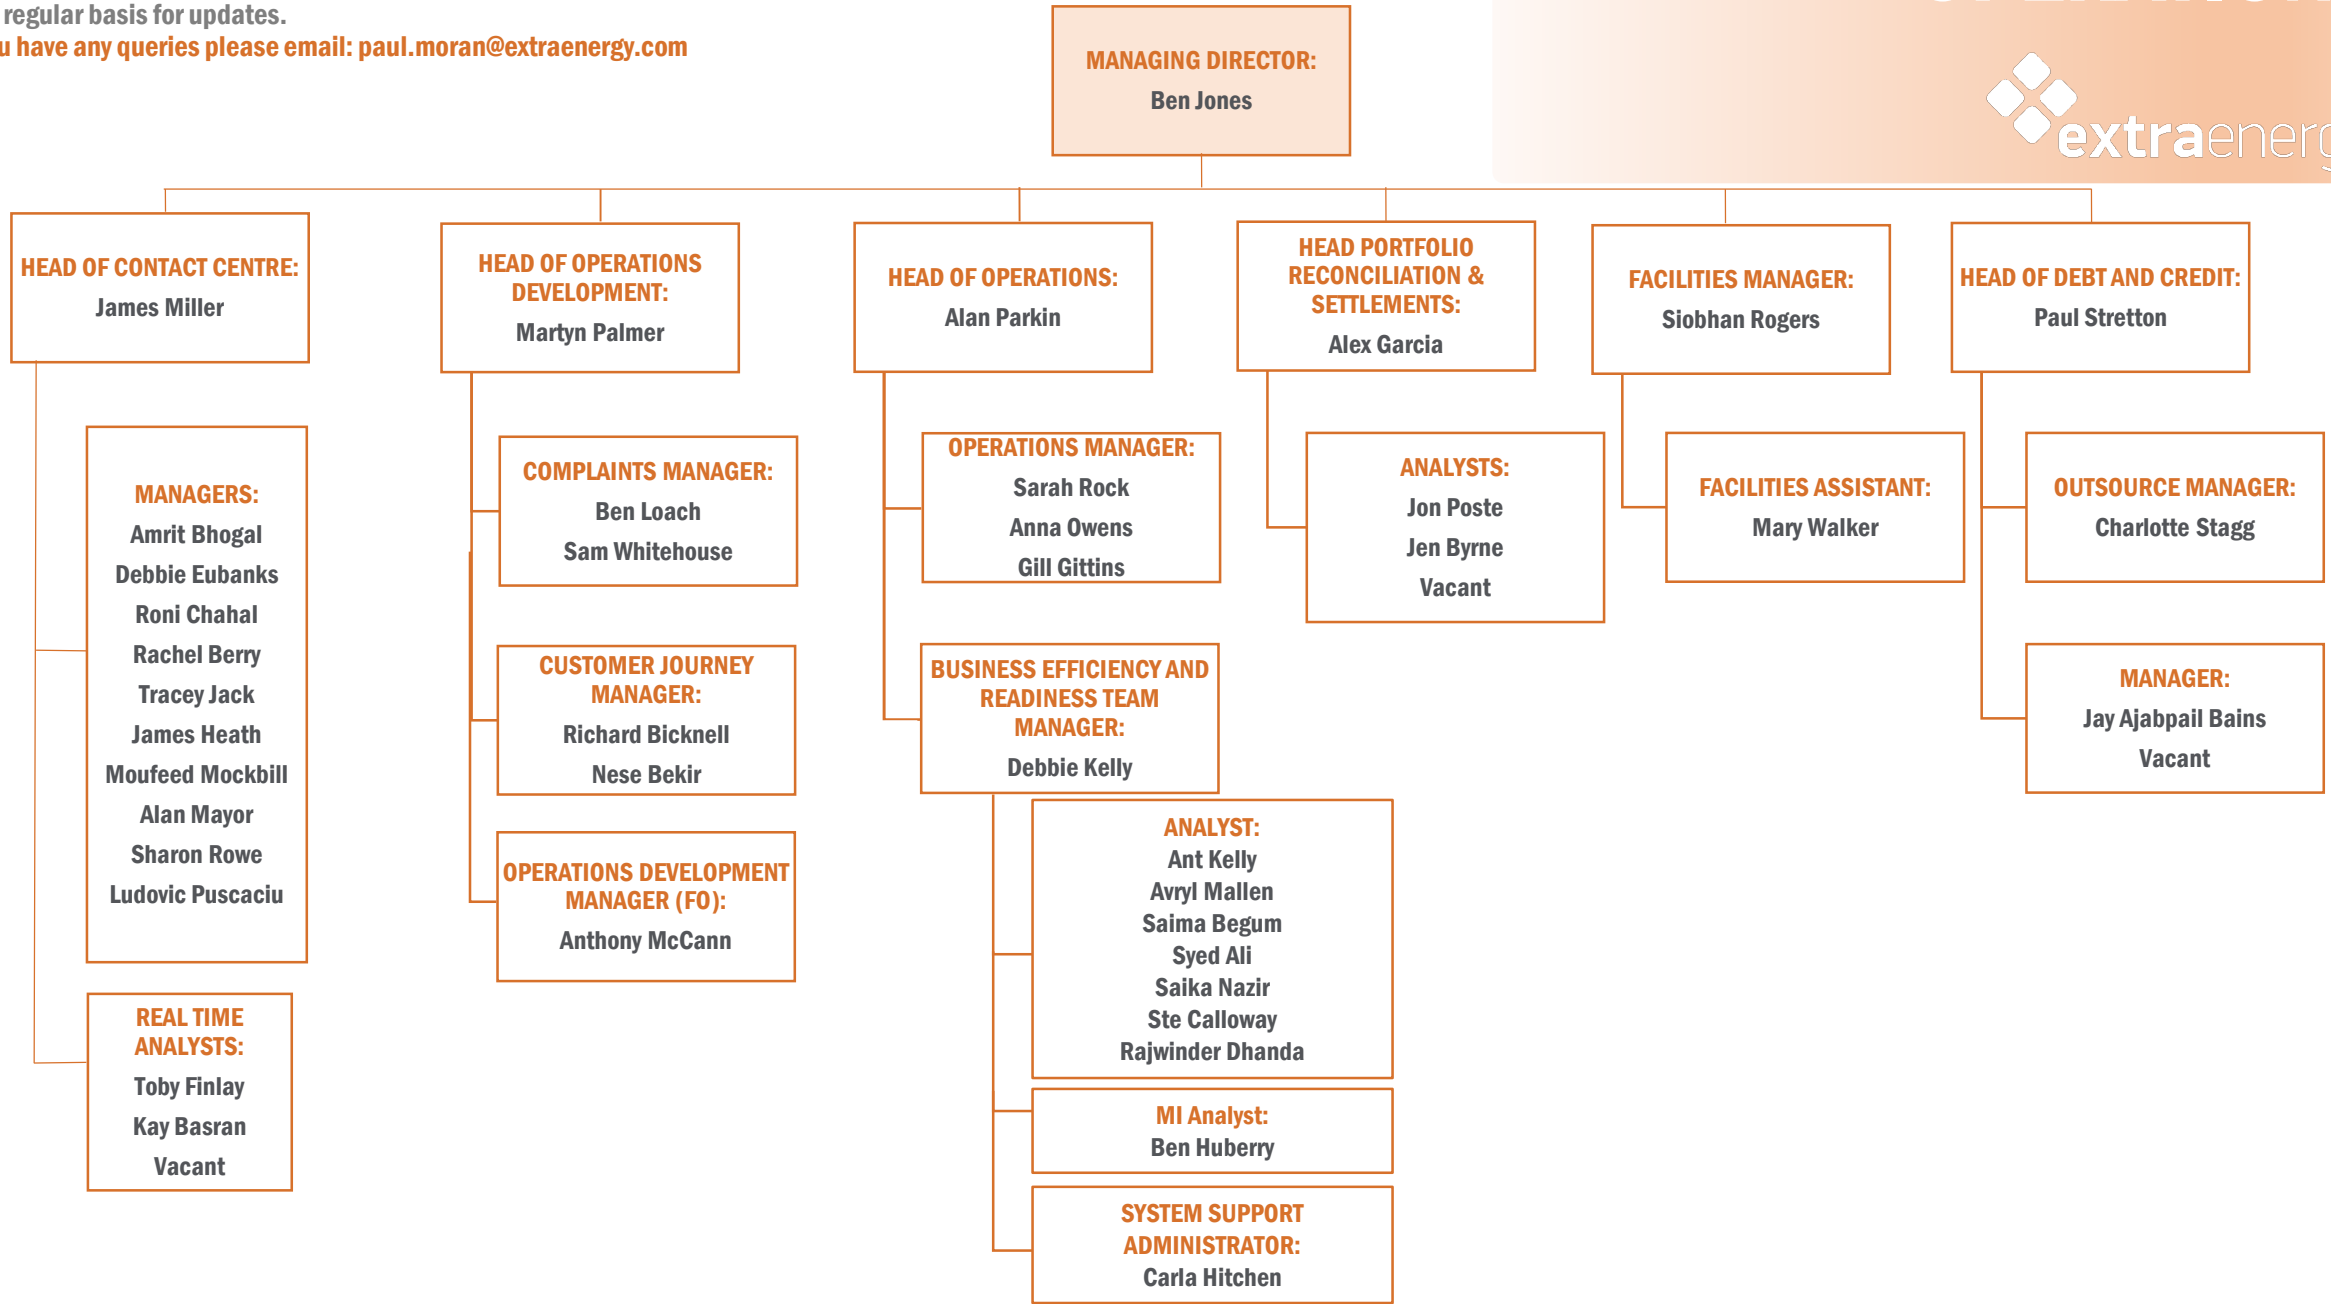 regular basis for updates.
u have any queries please email: paul.moran@extraenergy.com
MANAGING DIRECTOR:
Ben Jones
extraenerg
HEAD OF CONTACT CENTRE:
James Miller
MANAGERS:
Amrit Bhogal
Debbie Eubanks
Roni Chahal
Rachel Berry
Tracey Jack
James Heath
Moufeed Mockbill
Alan Mayor
Sharon Rowe
Ludovic Puscaciu
REAL TIME
ANALYSTS:
Toby Finlay
Kay Basran
Vacant
HEAD OF OPERATIONS
DEVELOPMENT:
Martyn Palmer
COMPLAINTS MANAGER:
Ben Loach
Sam Whitehouse
CUSTOMER JOURNEY
MANAGER:
Richard Bicknell
Nese Bekir
OPERATIONS DEVELOPMENT
MANAGER (FO):
Anthony McCann
HEAD OF OPERATIONS:
Alan Parkin
OPERATIONS MANAGER:
Sarah Rock
Anna Owens
Gill Gittins
BUSINESS EFFICIENCY AND
READINESS TEAM
MANAGER:
Debbie Kelly
ANALYST:
Ant Kelly
Avryl Mallen
Saima Begum
Syed Ali
Saika Nazir
Ste Calloway
Rajwinder Dhanda
MI Analyst:
Ben Huberry
SYSTEM SUPPORT
ADMINISTRATOR:
Carla Hitchen
HEAD PORTFOLIO
RECONCILIATION &
SETTLEMENTS:
Alex Garcia
ANALYSTS:
Jon Poste
Jen Byrne
Vacant
FACILITIES MANAGER:
Siobhan Rogers
FACILITIES ASSISTANT:
Mary Walker
HEAD OF DEBT AND CREDIT:
Paul Stretton
OUTSOURCE MANAGER:
Charlotte Stagg
MANAGER:
Jay Ajabpail Bains
Vacant